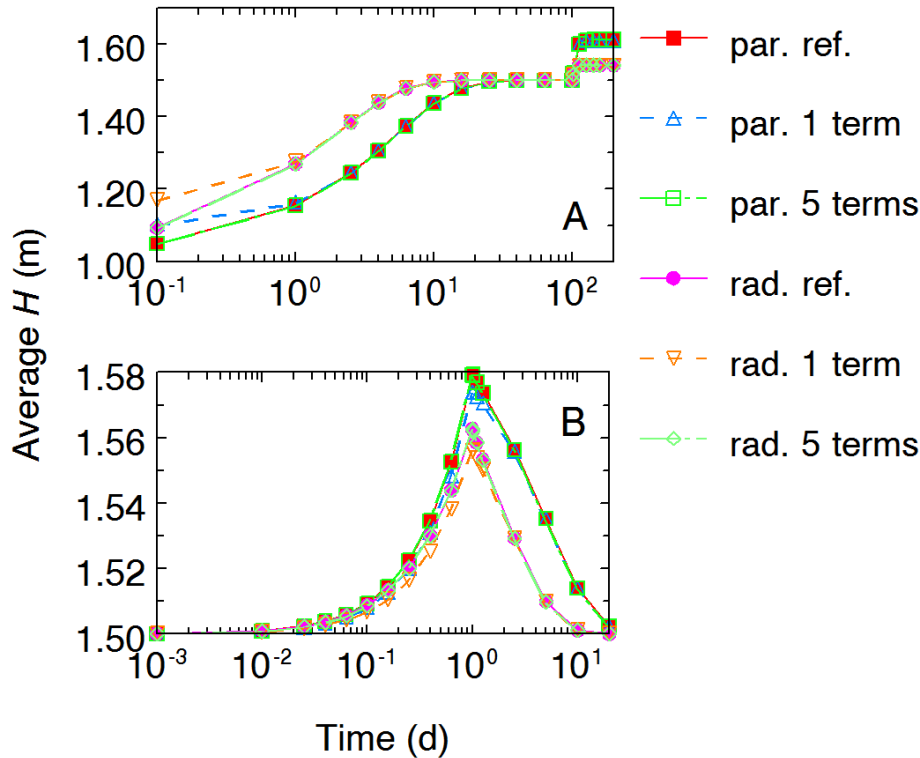 1.60
1.40
1.20
1.00
A
10⁻¹ 10⁰ 10¹ 10²
par. ref.
par. 1 term
par. 5 terms
rad. ref.
rad. 1 term
rad. 5 terms
Average H (m)
1.58
1.56
1.54
1.52
1.50
B
10⁻³ 10⁻² 10⁻¹ 10⁰ 10¹
Time (d)